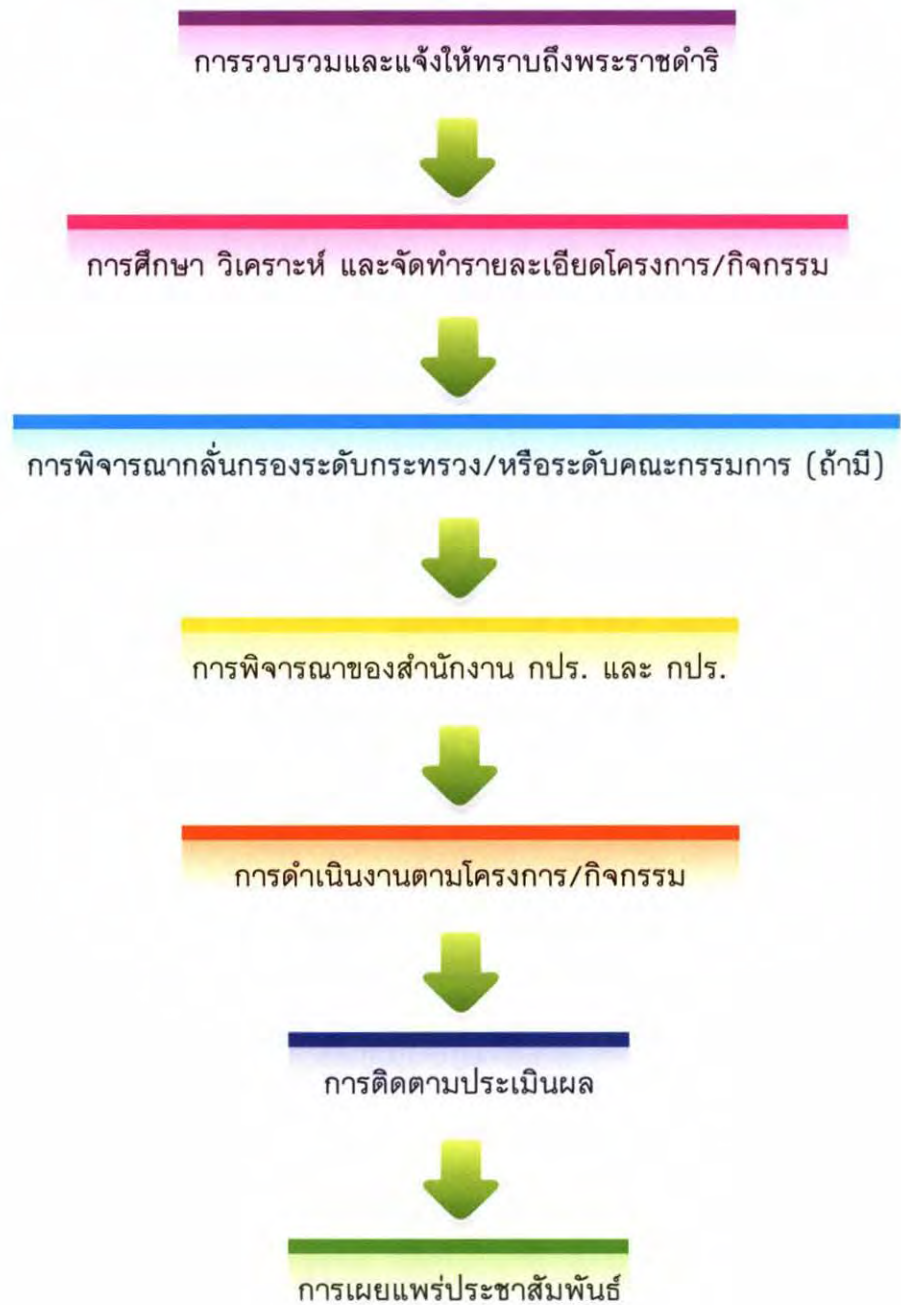 การรวบรวมและแจ้งให้ทราบถึงพระราชดำริ
การศึกษา วิเคราะห์ และจัดทำรายละเอียดโครงการ/กิจกรรม
การพิจารณากลั่นกรองระดับกระทรวง/หรือระดับคณะกรรมการ (ถ้ามี)
การพิจารณาของสำนักงาน กปร. และ กปร.
การดำเนินงานตามโครงการ/กิจกรรม
การติดตามประเมินผล
การเผยแพร่ประชาสัมพันธ์